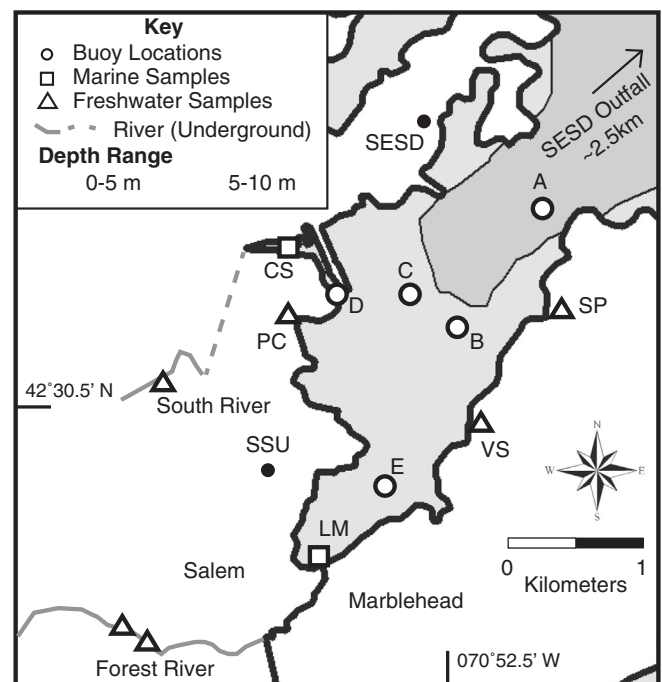 Key
Buoy Locations
Marine Samples
Freshwater Samples
River (Underground)
Depth Range
0-5 m 5-10 m
SESD
SESD Outfall
~2.5km
A
CS
C
D
SP
PC
B
42˚30.5' N
South River
SSU
VS
E
N
W E
S
LM
0 1
Kilometers
Salem
Marblehead
070˚52.5' W
Forest River